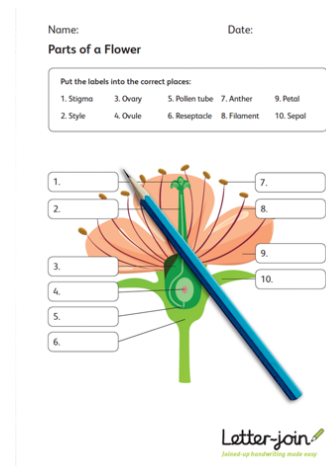 Name: Date:
Parts of a Flower
Put the labels into the correct places:
1. Stigma 3. Ovary 5. Pollen tube 7. Anther 9. Petal
2. Style 4. Ovule 6. Reseptacle 8. Filament 10. Sepal
1. 7.
2. 8.
9.
3. 10.
4.
5.
6.
Letter-join
Joined-up handwriting made easy